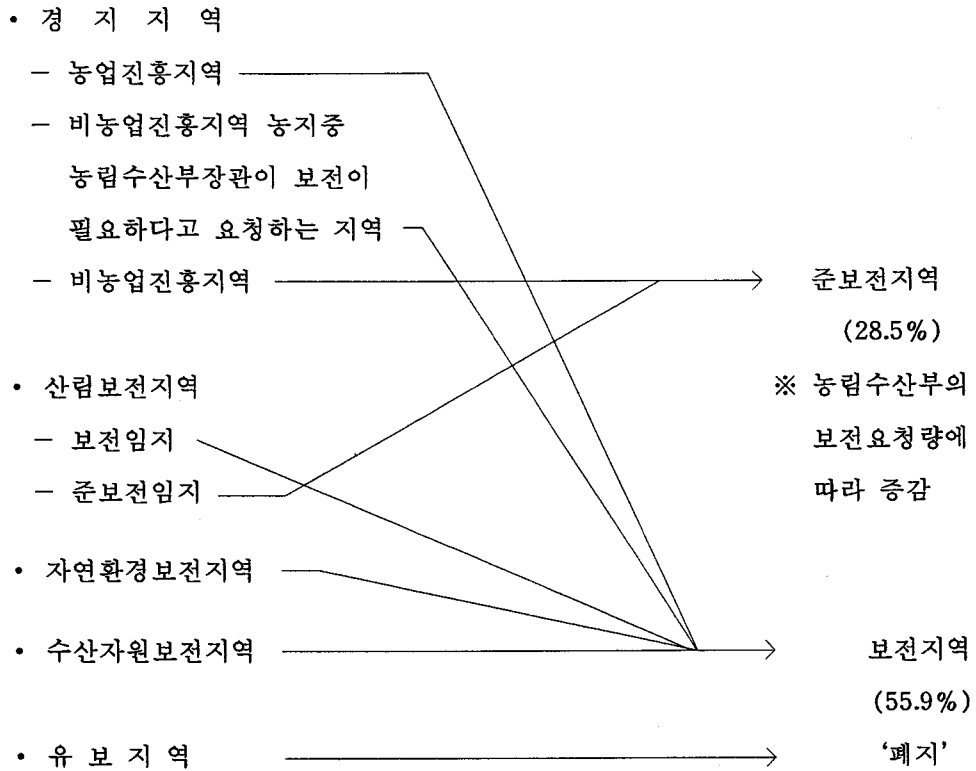 • 경 지 지 역
− 농업진흥지역
− 비농업진흥지역 농지중
농림수산부장관이 보전이
필요하다고 요청하는 지역
− 비농업진흥지역
준보전지역
(28.5%)
• 산림보전지역
※ 농림수산부의
− 보전임지
보전요청량에
− 준보전임지
따라 증감
• 자연환경보전지역
• 수산자원보전지역
보전지역
(55.9%)
• 유 보 지 역
‘폐지’